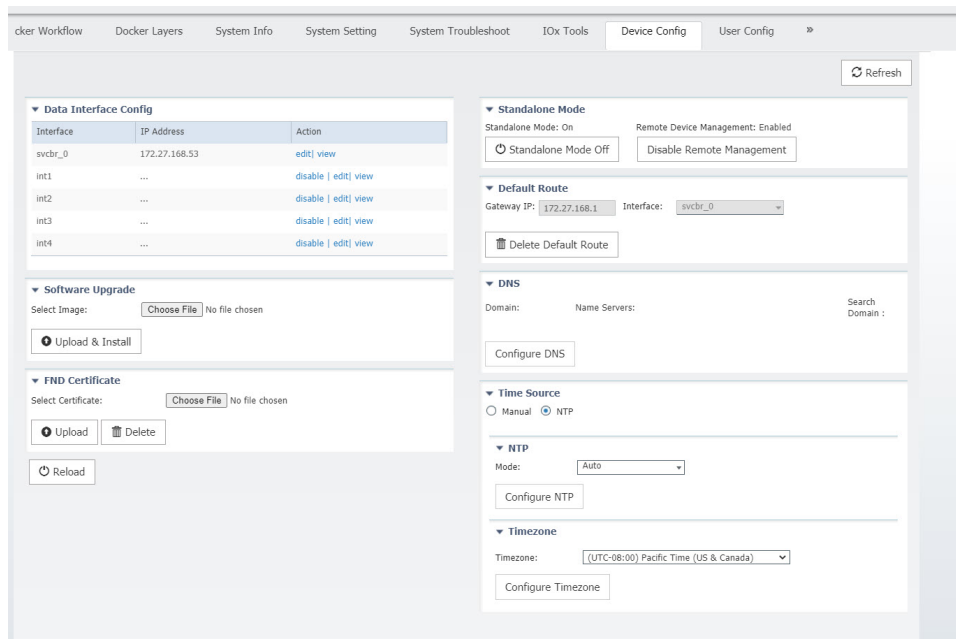 cker Workflow Docker Layers System Info System Setting System Troubleshoot IOx Tools Device Config User Config »
Refresh
Data Interface Config
Interface IP Address Action
svcbr_0 172.27.168.53 edit| view
int1 ... disable | edit| view
int2 ... disable | edit| view
int3 ... disable | edit| view
int4 ... disable | edit| view
Software Upgrade
Select Image: Choose File No file chosen
Upload & Install
FND Certificate
Select Certificate: Choose File No file chosen
Upload Delete
Reload
Standalone Mode
Standalone Mode: On Remote Device Management: Enabled
Standalone Mode Off Disable Remote Management
Default Route
Gateway IP: 172.27.168.1 Interface: svcbr_0
Delete Default Route
DNS
Domain: Name Servers: Search
Domain :
Configure DNS
Time Source
Manual NTP
NTP
Mode: Auto
Configure NTP
Timezone
Timezone: (UTC-08:00) Pacific Time (US & Canada)
Configure Timezone